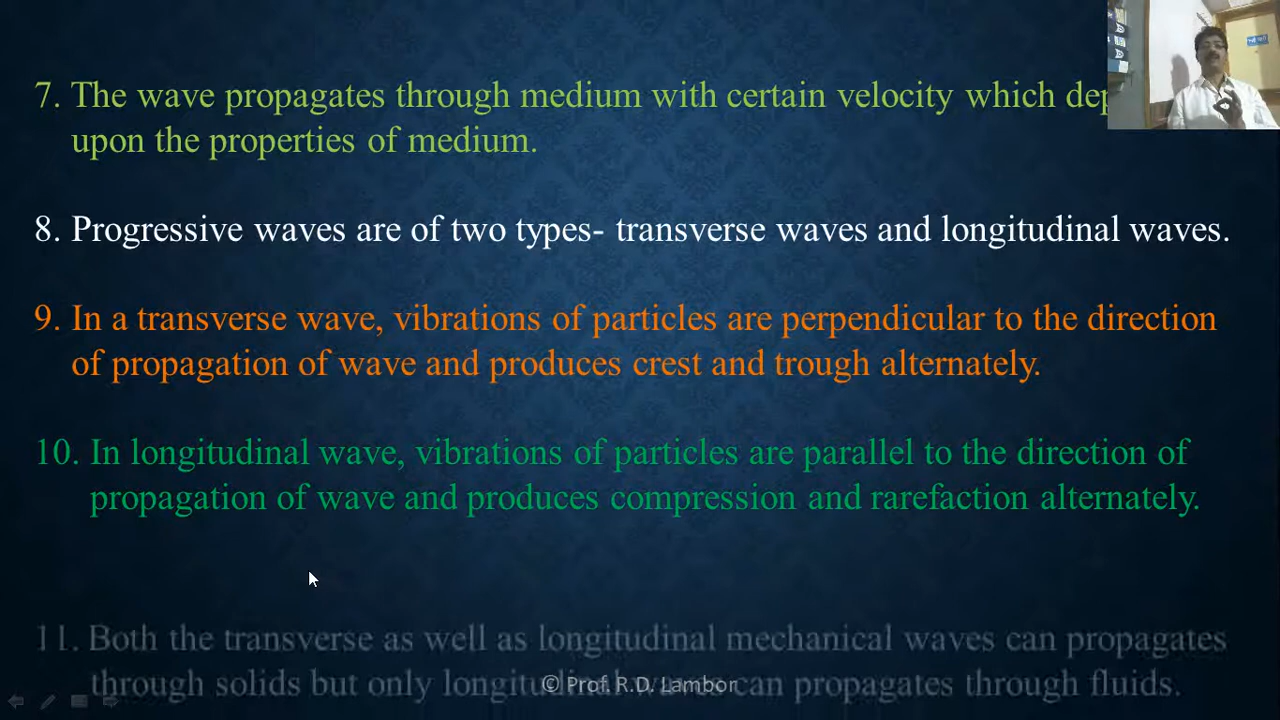 7. The wave propagates through medium with certain velocity which dep
upon the properties of medium.
8. Progressive waves are of two types- transverse waves and longitudinal waves.
9. In a transverse wave, vibrations of particles are perpendicular to the direction
of propagation of wave and produces crest and trough alternately.
10. In longitudinal wave, vibrations of particles are parallel to the direction of
propagation of wave and produces compression and rarefaction alternately.
11. Both the transverse as well as longitudinal mechanical waves can propagates
through solids but only can propagates through fluids.
© Prof. R.D. Lambor